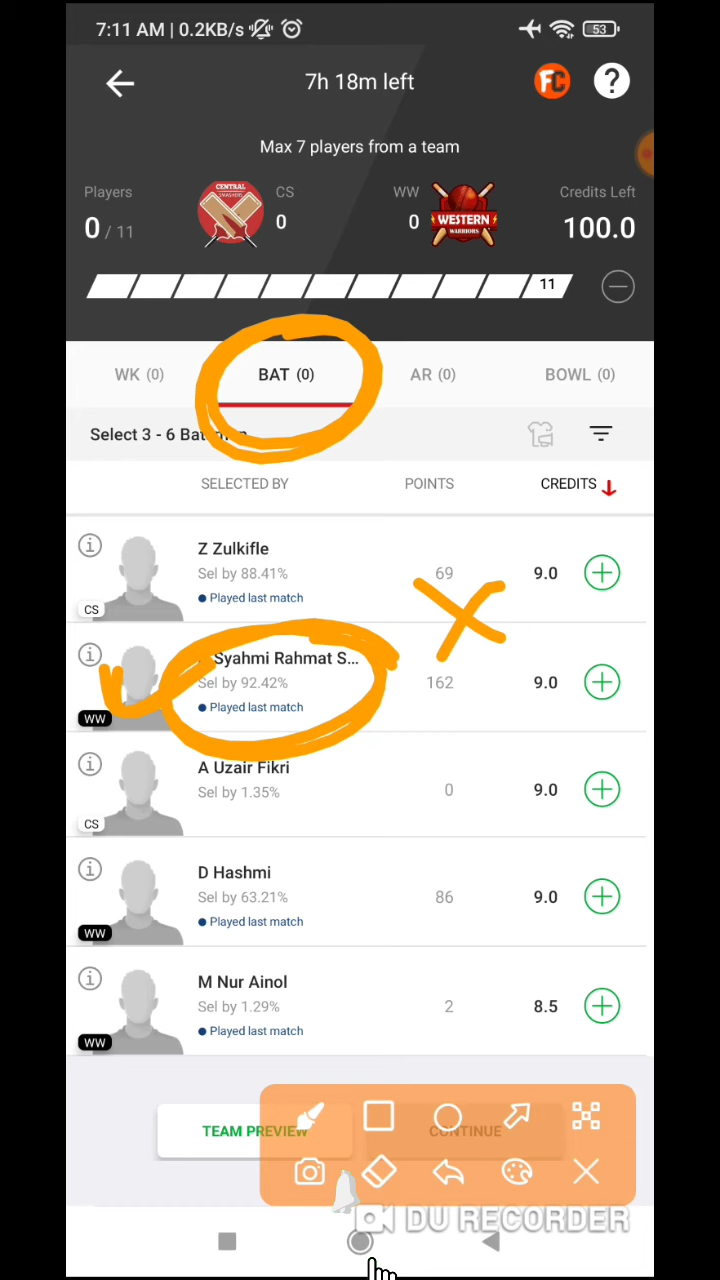 7:11 AM | 0.2KB/s
53
7h 18m left
FC
?
Max 7 players from a team
Players
CS
WW
Credits Left
0 / 11
0
0
100.0
CENTRAL
SMASHERS
WESTERN
WARRIORS
11
WK (0)
BAT (0)
AR (0)
BOWL (0)
Select 3 - 6
SELECTED BY
POINTS
CREDITS
Z Zulkifle
Sel by 88.41%
69
9.0
Played last match
CS
Syahmi Rahmat S...
Sel by 92.42%
162
9.0
Played last match
WW
A Uzair Fikri
Sel by 1.35%
0
9.0
CS
D Hashmi
Sel by 63.21%
86
9.0
Played last match
WW
M Nur Ainol
Sel by 1.29%
2
8.5
Played last match
WW
TEAM PREVIEW
CONTINUE
DU RECORDER